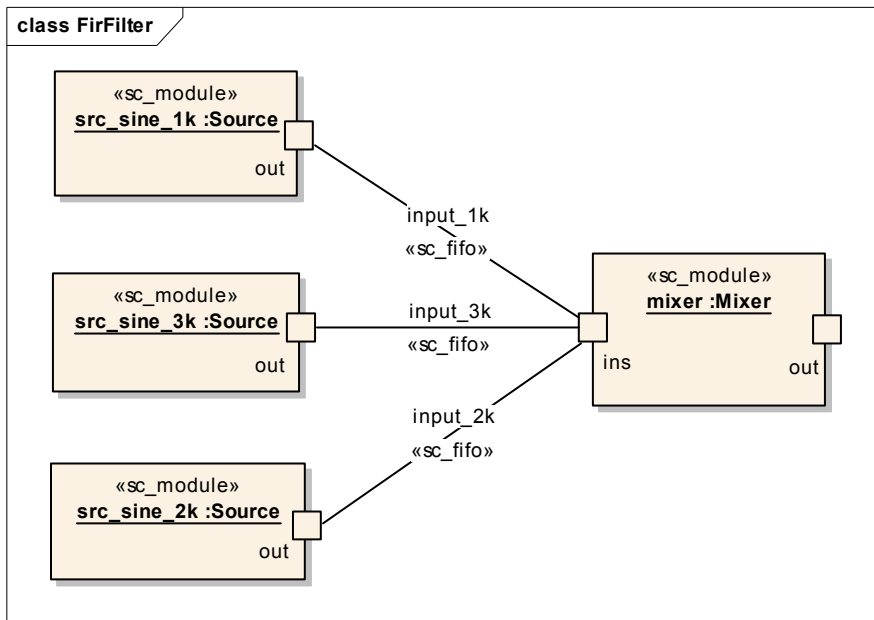 class FirFilter
«sc_module»
src_sine_1k :Source
out
input_1k
«sc_fifo»
«sc_module»
src_sine_3k :Source
out
input_3k
«sc_fifo»
«sc_module»
mixer :Mixer
ins
out
input_2k
«sc_fifo»
«sc_module»
src_sine_2k :Source
out